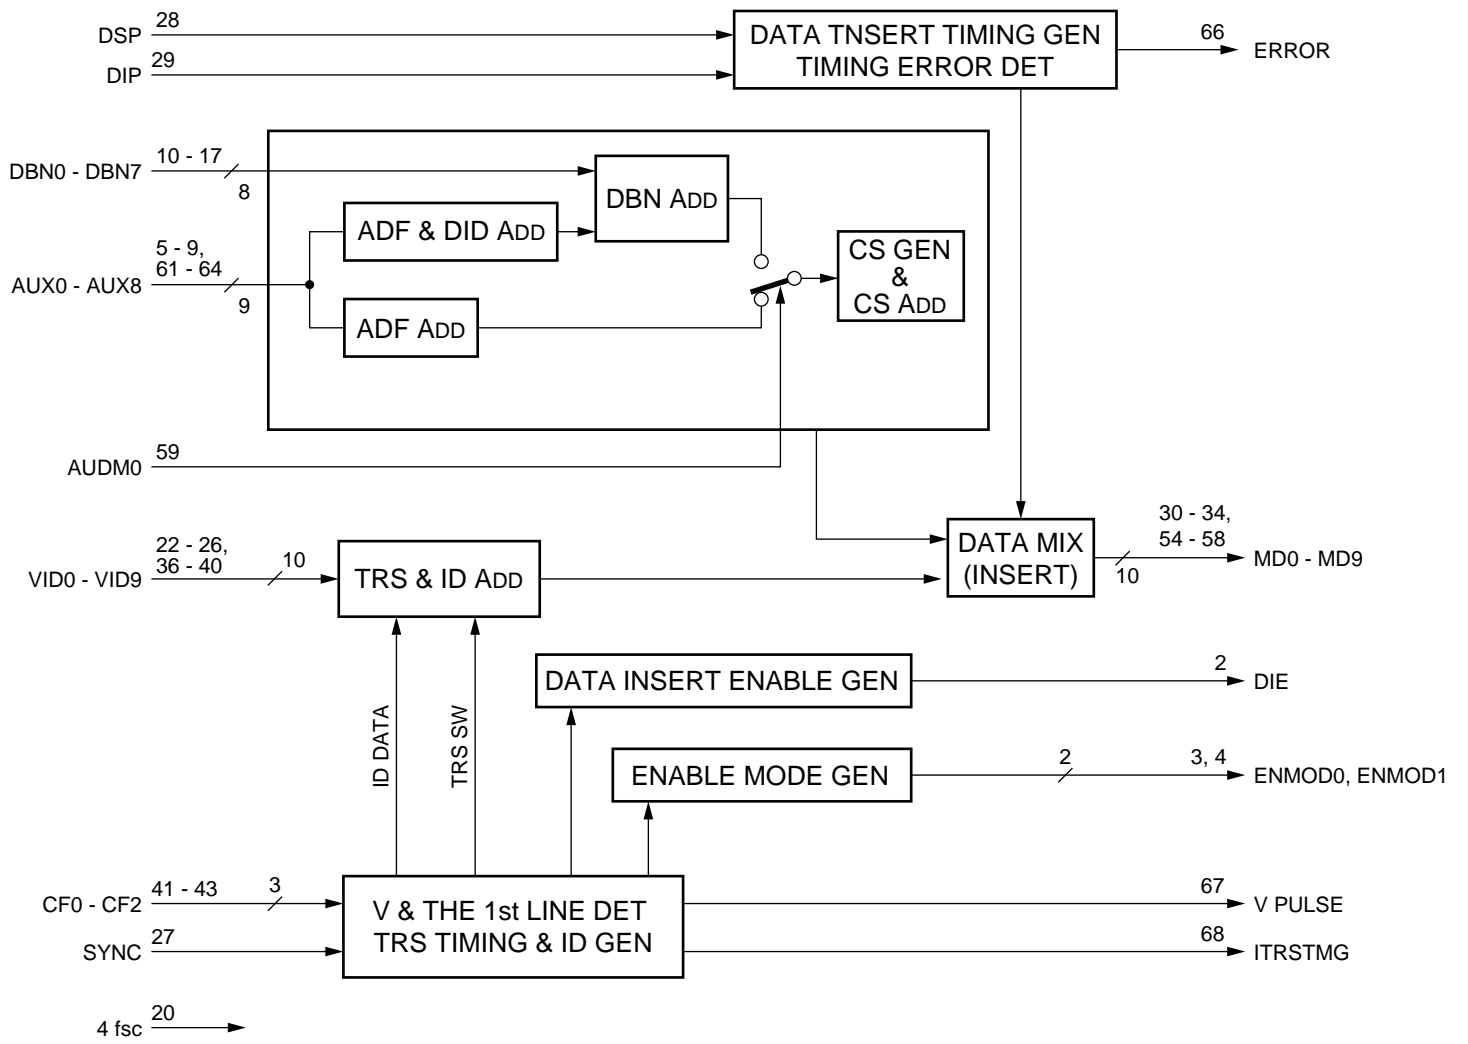 DSP 28
DIP 29
DATA TNSERT TIMING GEN
TIMING ERROR DET
66 ERROR
DBN0 - DBN7 10 - 17
8
DBN ADD
ADF & DID ADD
AUX0 - AUX8 5 - 9,
61 - 64
9
ADF ADD
CS GEN
&
CS ADD
AUDM0 59
VID0 - VID9 22 - 26,
36 - 40
10
TRS & ID ADD
DATA MIX
(INSERT)
30 - 34,
54 - 58
10
MD0 - MD9
DATA INSERT ENABLE GEN
2 DIE
ID DATA
TRS SW
ENABLE MODE GEN
2
3, 4
ENMOD0, ENMOD1
CF0 - CF2 41 - 43
3
SYNC 27
V & THE 1st LINE DET
TRS TIMING & ID GEN
67 V PULSE
68 ITRSTMG
4 fsc 20